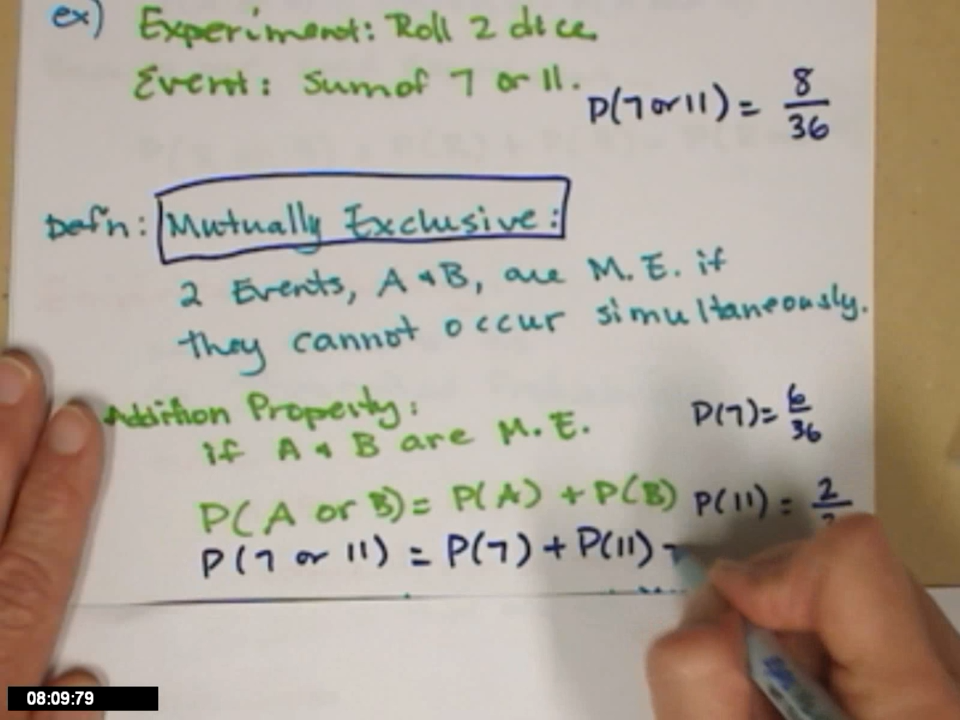 ex) Experiment: Roll 2 dice
Event: Sum of 7 or 11.
P(7 or 11) = 8/36
Def'n: Mutually Exclusive:
2 Events, A & B, are M.E. if
they cannot occur simultaneously.
Addition Property:
if A & B are M.E.
P(7) = 6/36
P(A or B) = P(A) + P(B)
P(11) = 2/
P(7 or 11) = P(7) + P(11)
08:09:79